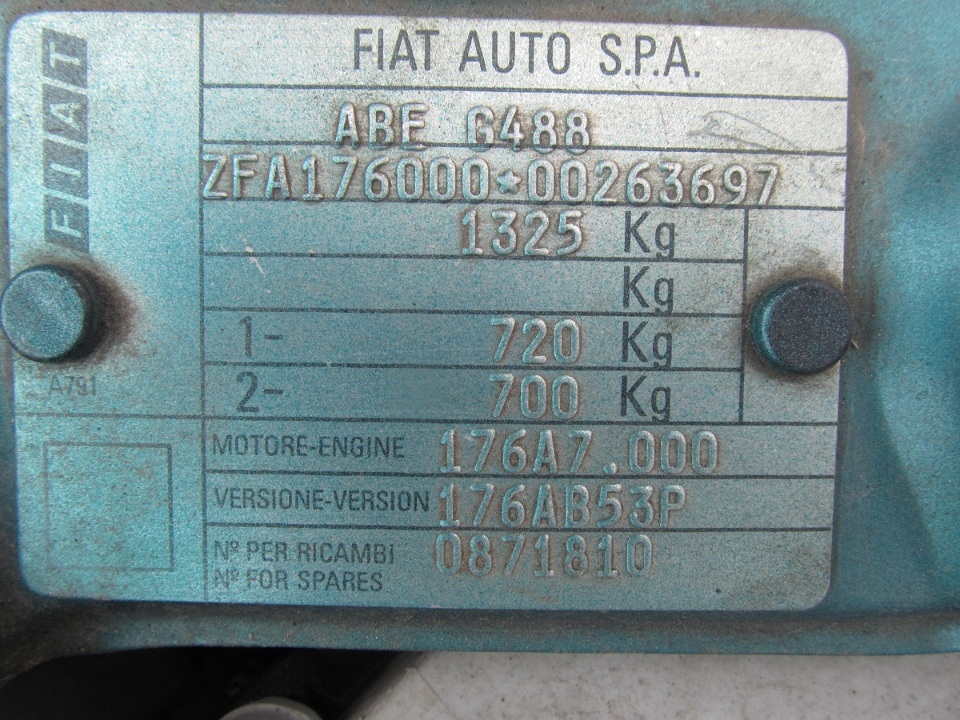 FIAT
FIAT AUTO S.P.A.
ABE G488
ZFA176000*00263697
1325 Kg
Kg
1- 720 Kg
2- 700 Kg
A791
MOTORE-ENGINE 176A7.000
VERSIONE-VERSION 176AB53P
Nº PER RICAMBI 0871810
Nº FOR SPARES